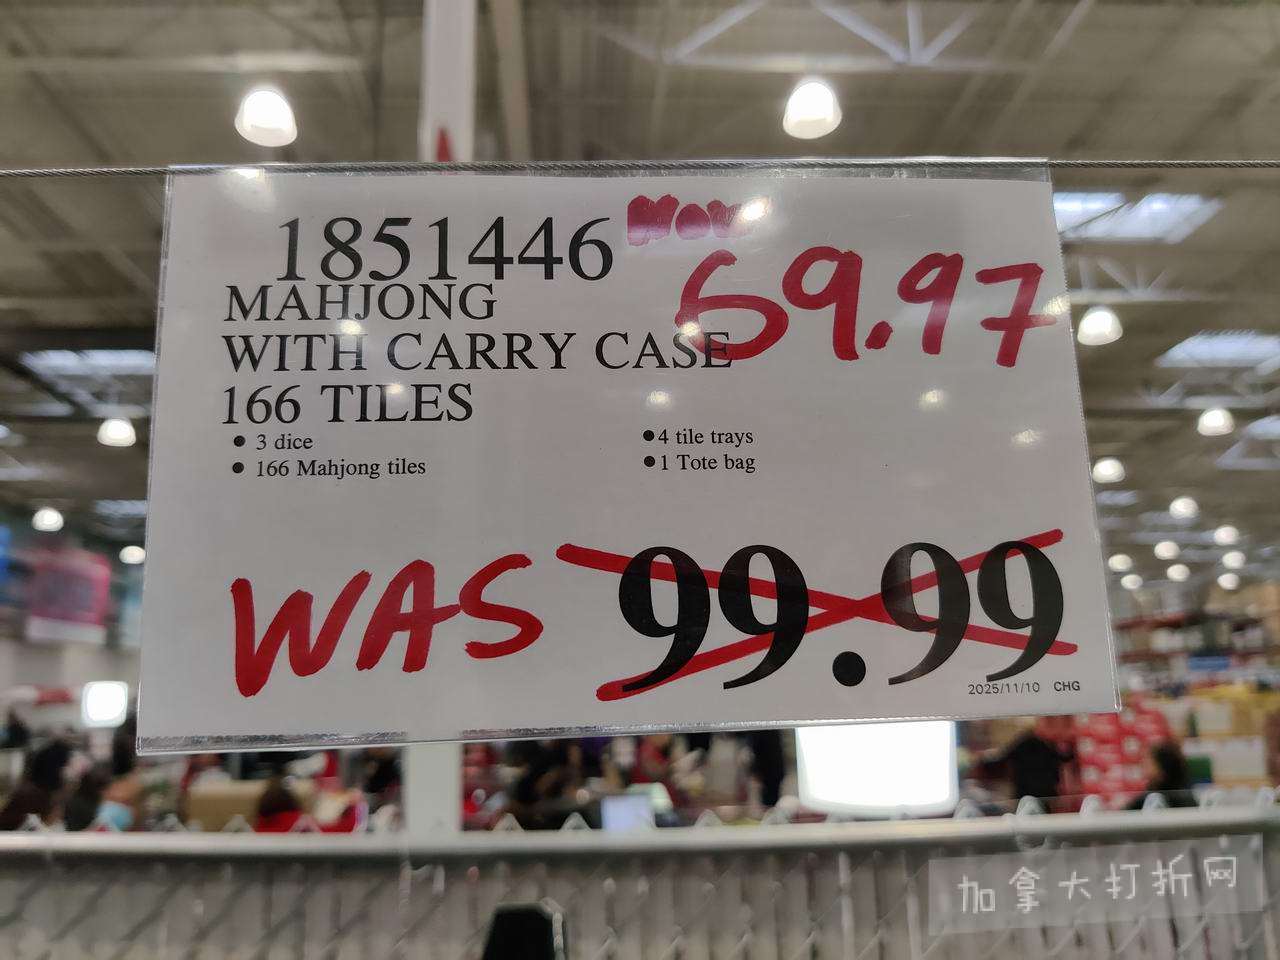 1851446
WOW
69.97
MAHJONG
WITH CARRY CASE
166 TILES
● 3 dice
● 166 Mahjong tiles
● 4 tile trays
● 1 Tote bag
WAS 99.99
2025/11/10 CHG
加拿大打折网